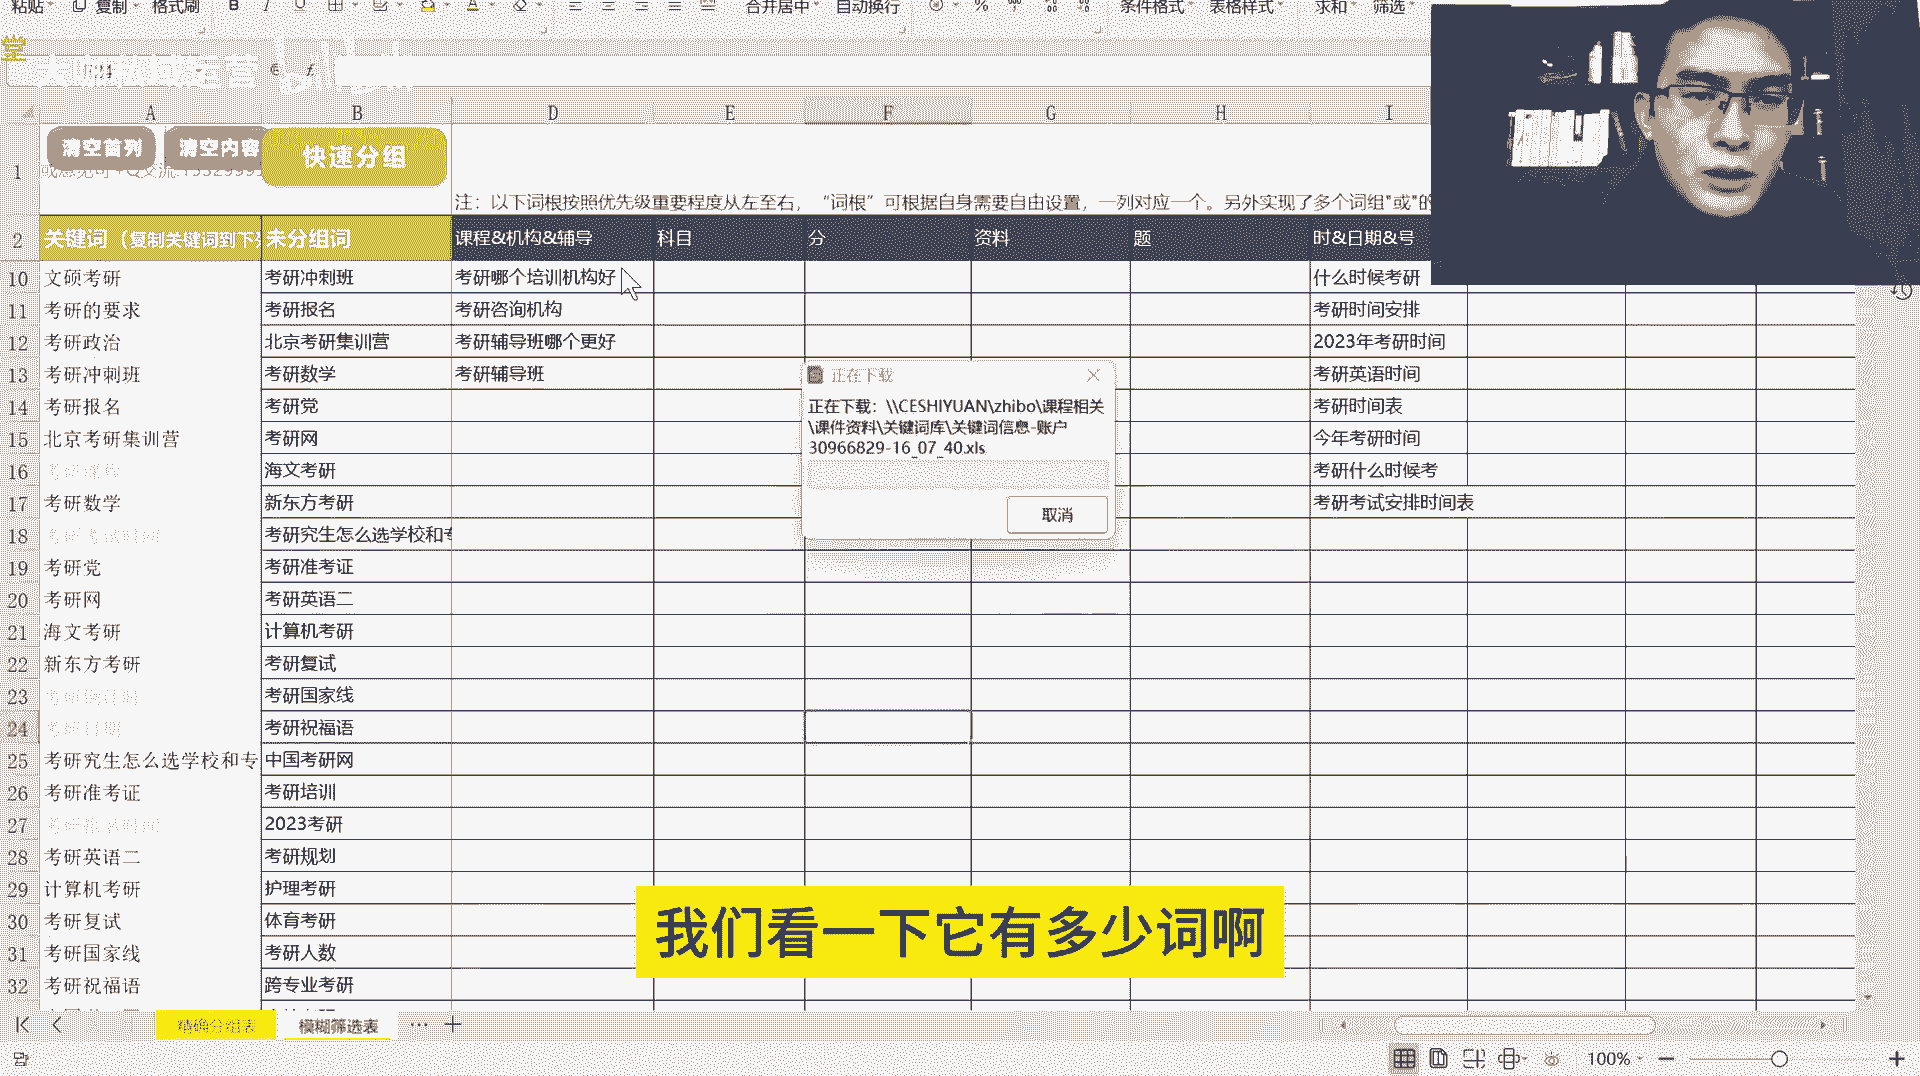 粘贴 复制 格式刷 B I U A 合并居中 自动换行 % 条件格式 表格样式 求和 筛选
堂
A B D E F G H I
清空首列 清空内容 快速分组
1
注：以下词根按照优先级重要程度从左至右，“词根”可根据自身需要自由设置，一列对应一个。另外实现了多个词组"或"的
2 关键词（复制关键词到下 未分组词 课程&机构&辅导 科目 分 资料 题 时&日期&号
10 文硕考研 考研冲刺班 考研哪个培训机构好 什么时候考研
11 考研的要求 考研报名 考研咨询机构 考研时间安排
12 考研政治 北京考研集训营 考研辅导班哪个更好 2023年考研时间
13 考研冲刺班 考研数学 考研辅导班 考研英语时间
14 考研报名 考研党 考研时间表
15 北京考研集训营 考研网 今年考研时间
16 海文考研 考研什么时候考
17 考研数学 新东方考研 考研考试安排时间表
18 考研究生怎么选学校和专
19 考研党 考研准考证
20 考研网 考研英语二
21 海文考研 计算机考研
22 新东方考研 考研复试
23 考研国家线
24 考研祝福语
25 考研究生怎么选学校和专 中国考研网
26 考研准考证 考研培训
27 2023考研
28 考研英语二 考研规划
29 计算机考研 护理考研
30 考研复试 体育考研
31 考研国家线 考研人数
32 考研祝福语 跨专业考研
正在下载
正在下载：\\CESHIYUAN\zhibo\课程相关
\课件资料\关键词库\关键词信息-账户
30966829-16_07_40.xls
取消
我们看一下它有多少词啊
精确分组表 模糊筛选表 ··· +
100%